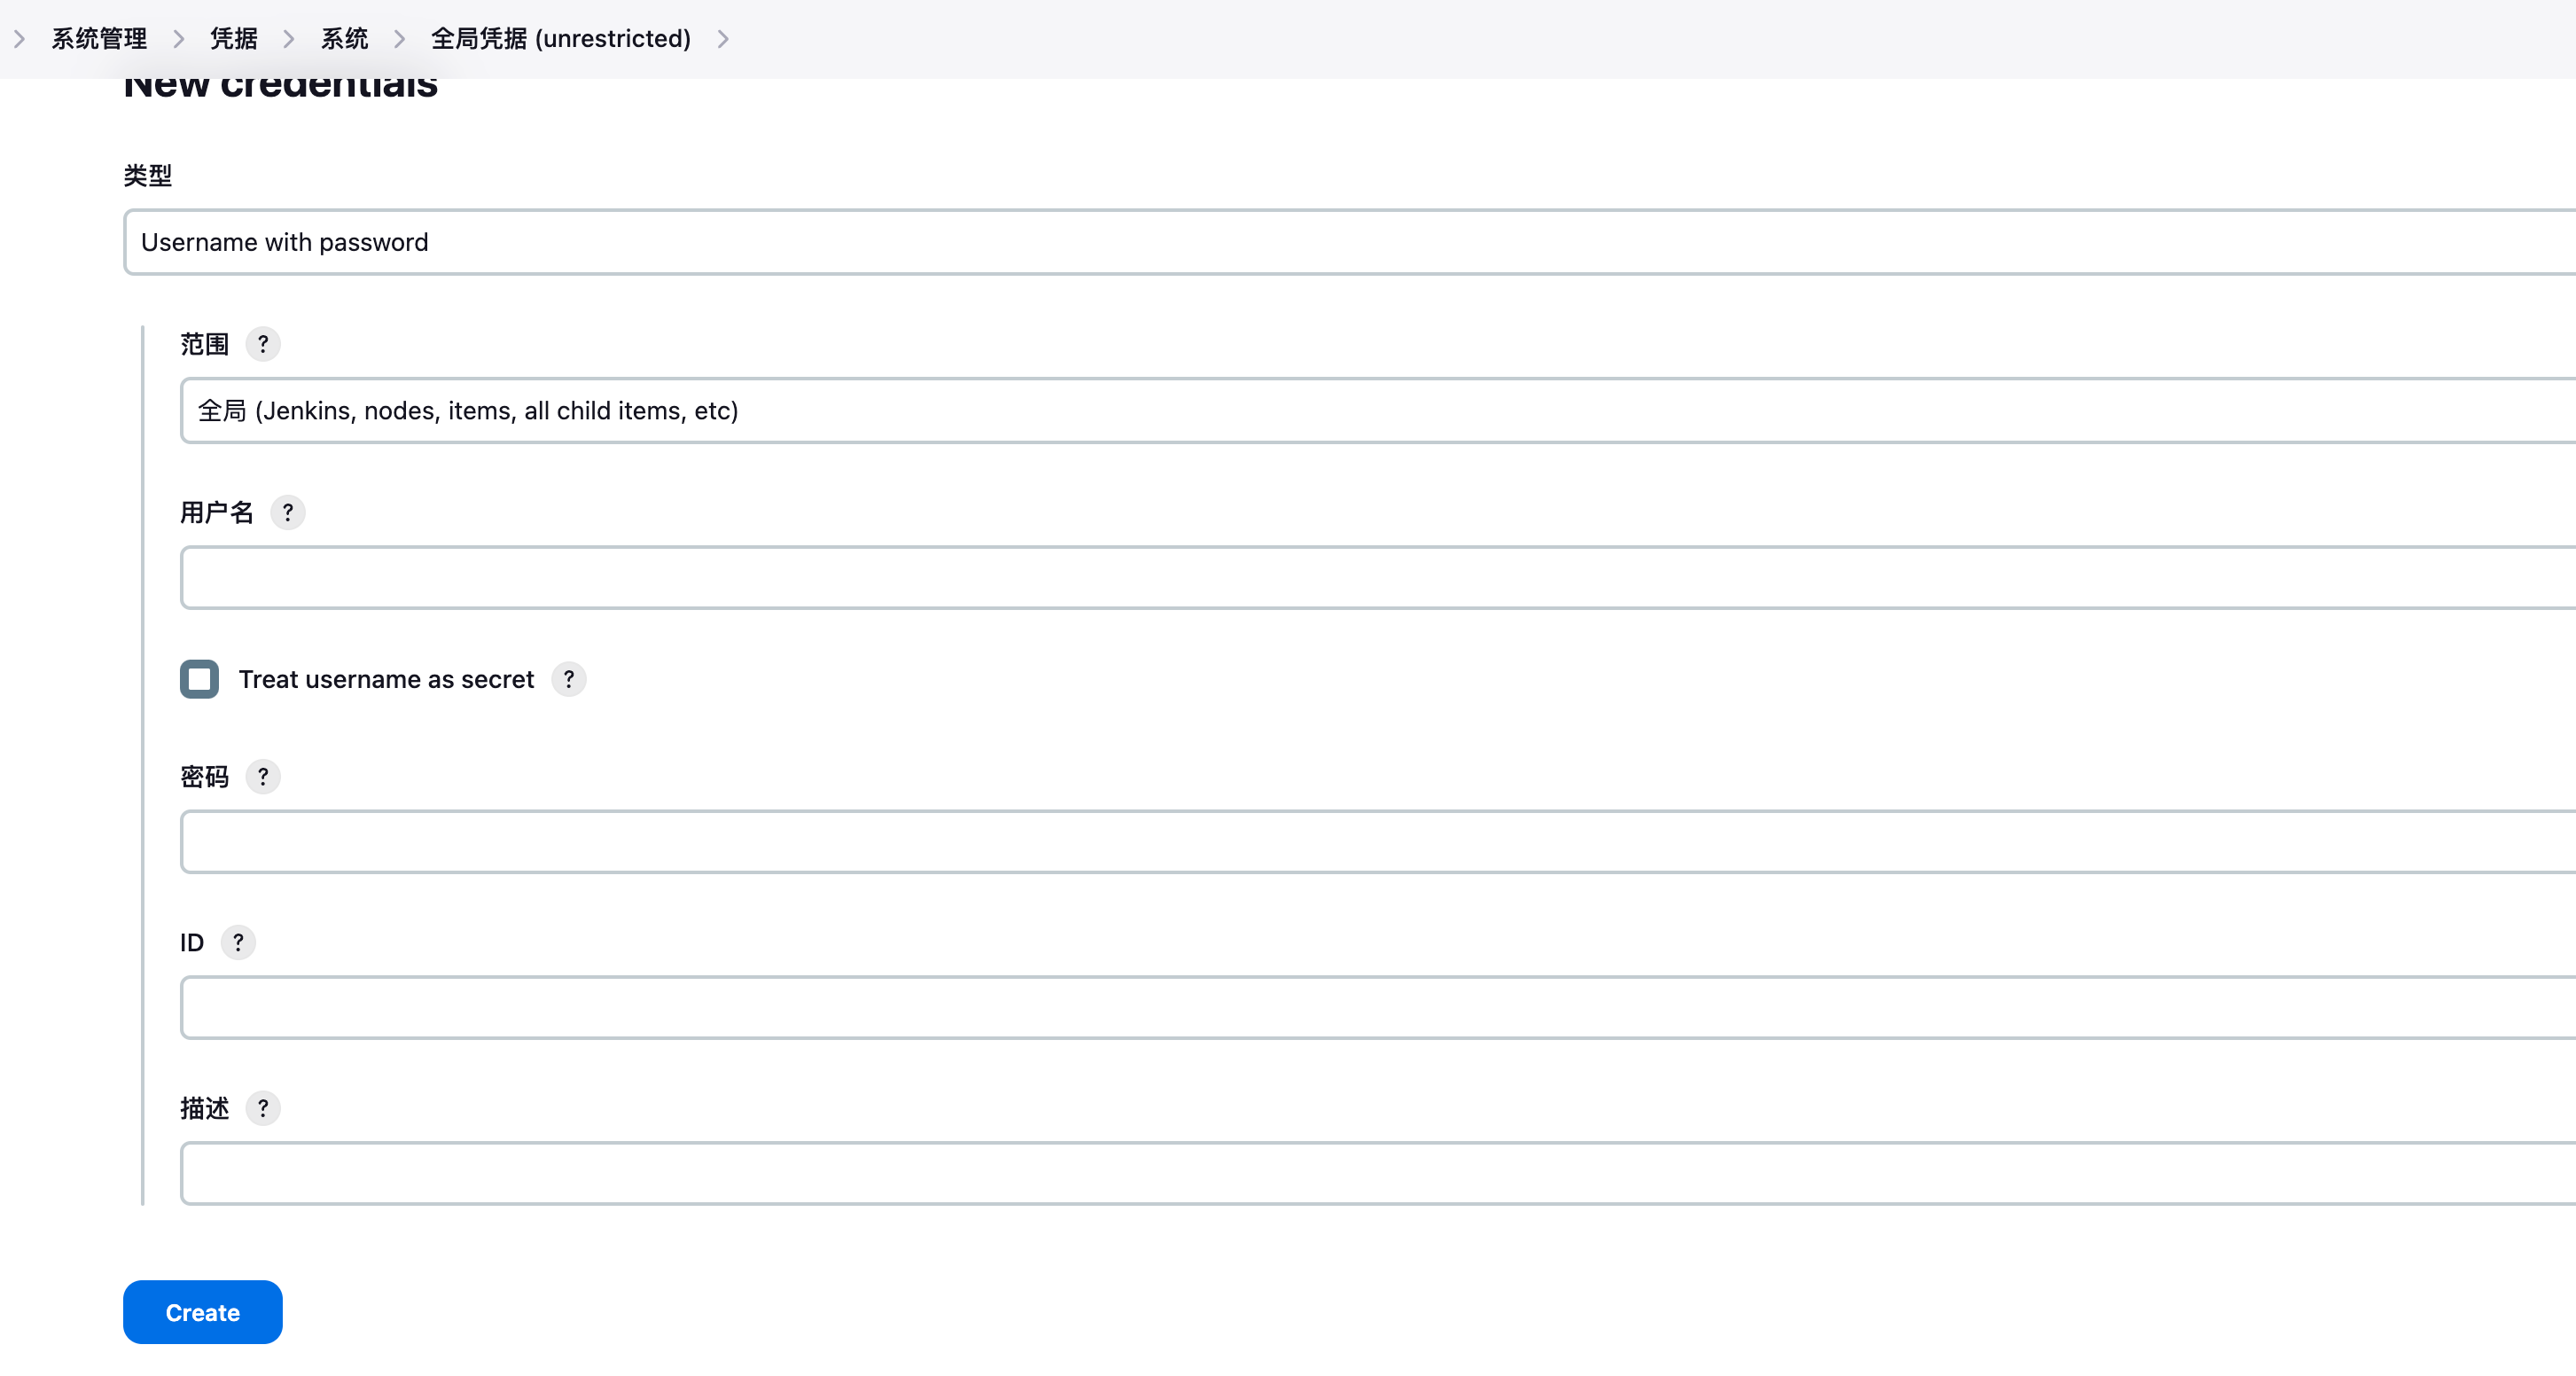 系统管理 > 凭据 > 系统 > 全局凭据 (unrestricted) >
New credentials
类型
Username with password
范围 ?
全局 (Jenkins, nodes, items, all child items, etc)
用户名 ?
Treat username as secret ?
密码 ?
ID ?
描述 ?
Create